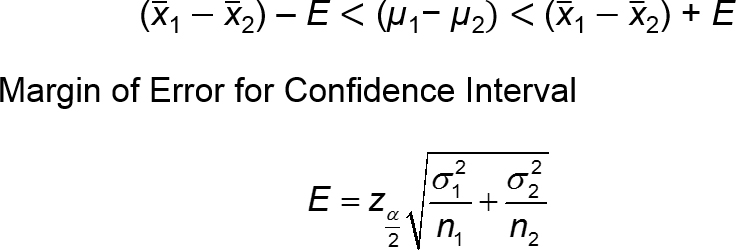 (x̄₁ − x̄₂) – E < (μ₁− μ₂) < (x̄₁ − x̄₂) + E
Margin of Error for Confidence Interval
E = z_{α/2} √(σ₁²/n₁ + σ₂²/n₂)